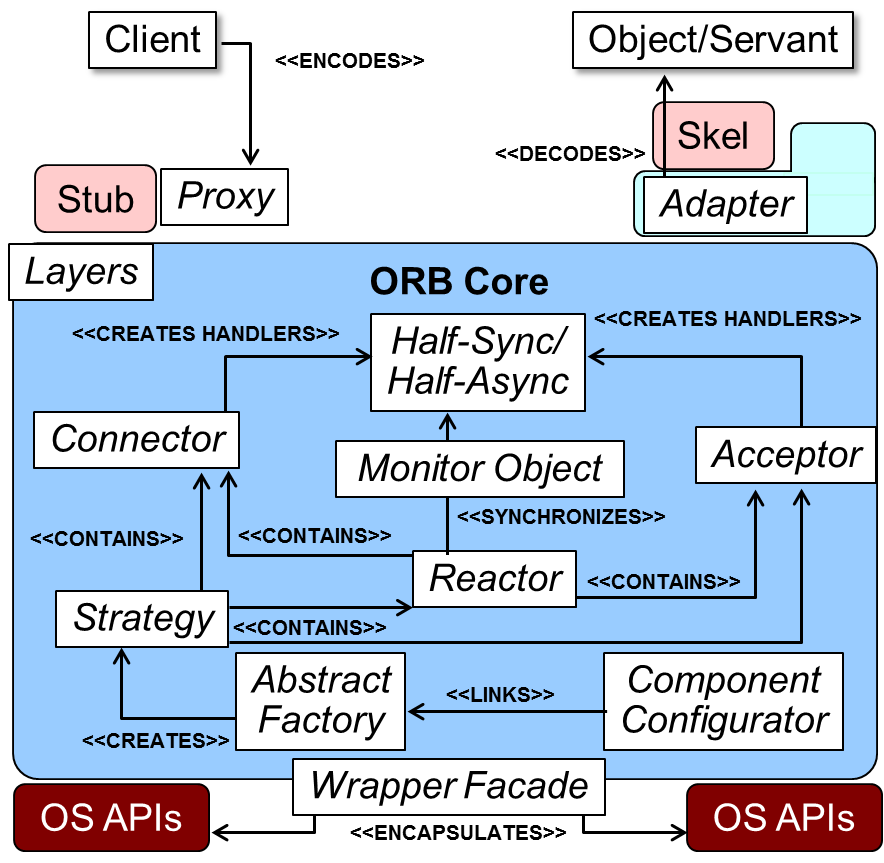 Client
Object/Servant
<<ENCODES>>
Skel
<<DECODES>>
Stub
Proxy
Adapter
Layers
ORB Core
<<CREATES HANDLERS>>
Half-Sync/
Half-Async
<<CREATES HANDLERS>>
Connector
Monitor Object
Acceptor
<<SYNCHRONIZES>>
<<CONTAINS>>
<<CONTAINS>>
Reactor
<<CONTAINS>>
Strategy
<<CONTAINS>>
Abstract
Factory
<<LINKS>>
Component
Configurator
<<CREATES>>
Wrapper Facade
OS APIs
<<ENCAPSULATES>>
OS APIs